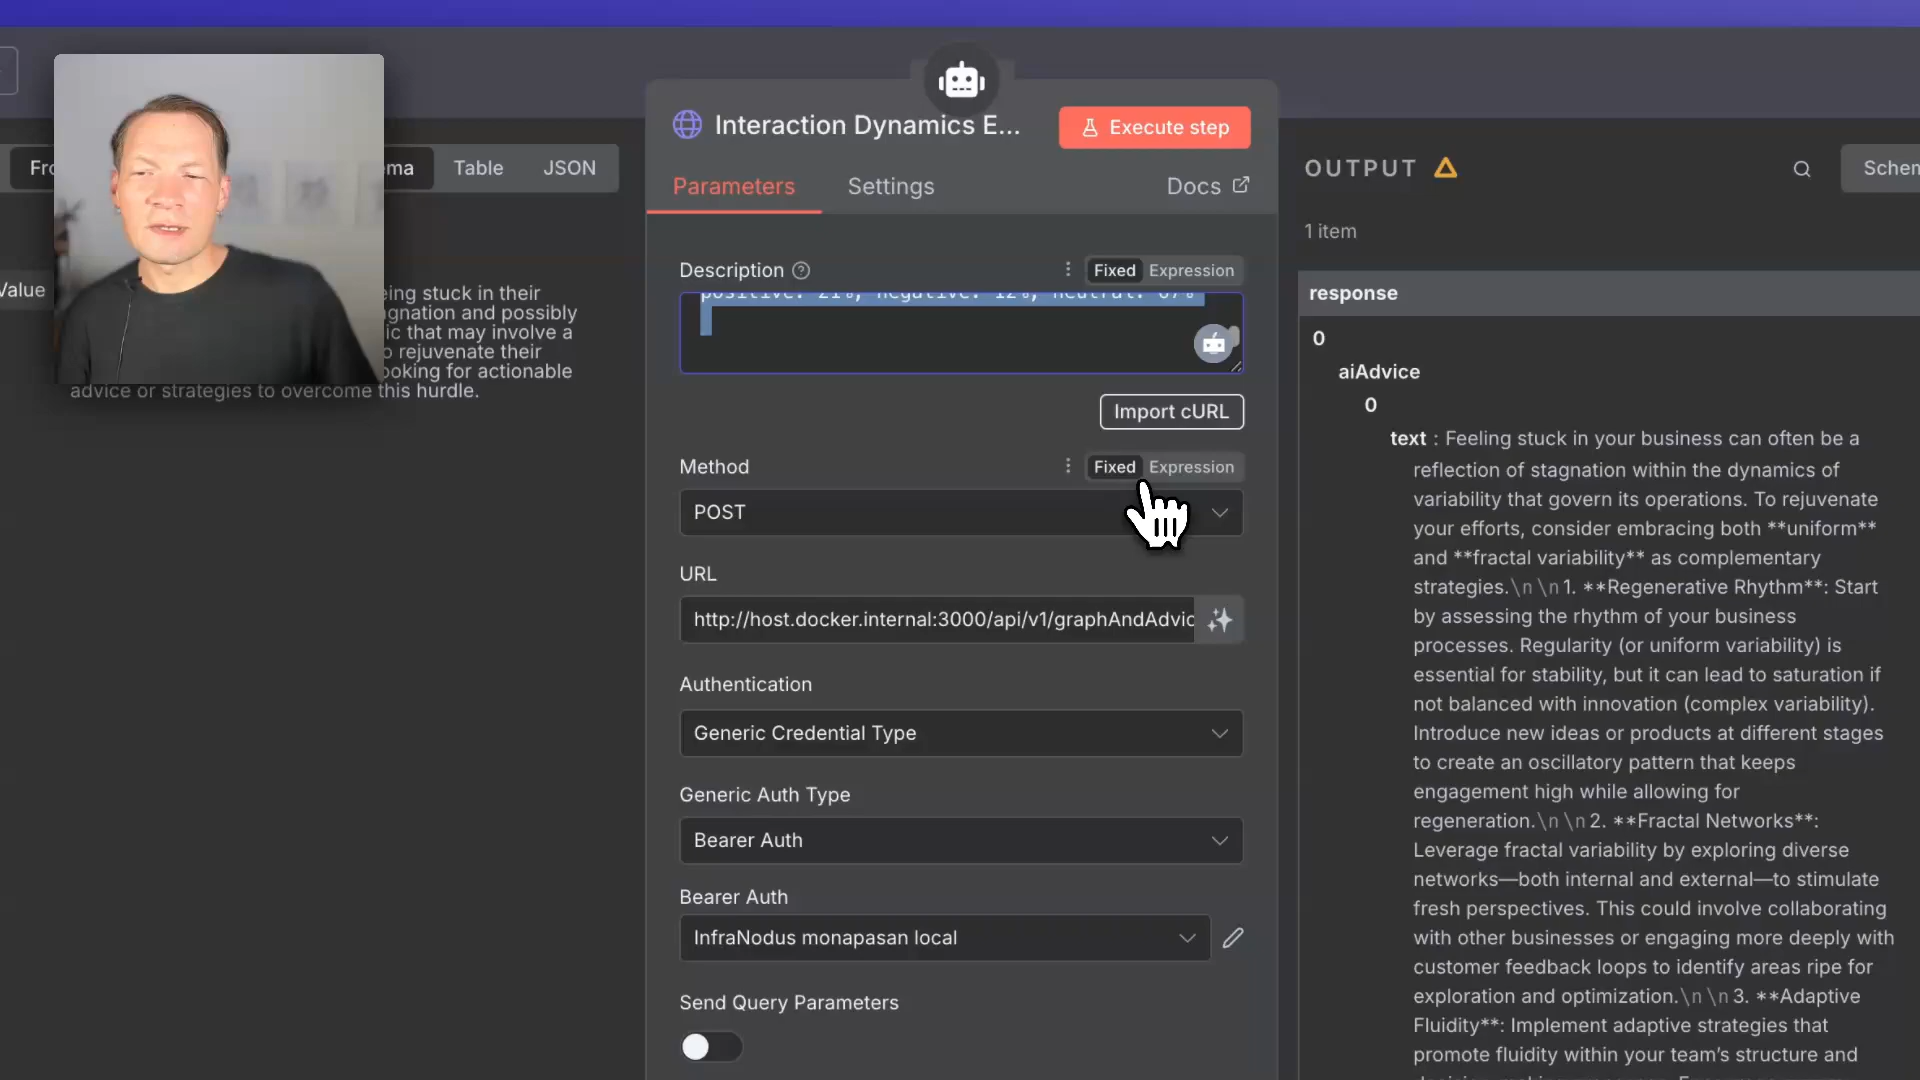 Interaction Dynamics E...
Execute step
Fro
ma
Table
JSON
Parameters
Settings
Docs
OUTPUT
Schem
1 item
Value
eing stuck in their
gnation and possibly
ic that may involve a
o rejuvenate their
ooking for actionable
advice or strategies to overcome this hurdle.
Description
Fixed
Expression
positive: 21%, negative: 12%, neutral: 67%
Import cURL
Method
Fixed
Expression
POST
URL
http://host.docker.internal:3000/api/v1/graphAndAdvic
Authentication
Generic Credential Type
Generic Auth Type
Bearer Auth
Bearer Auth
InfraNodus monapasan local
Send Query Parameters
response
0
aiAdvice
0
text : Feeling stuck in your business can often be a
reflection of stagnation within the dynamics of
variability that govern its operations. To rejuvenate
your efforts, consider embracing both **uniform**
and **fractal variability** as complementary
strategies.\n\n1. **Regenerative Rhythm**: Start
by assessing the rhythm of your business
processes. Regularity (or uniform variability) is
essential for stability, but it can lead to saturation if
not balanced with innovation (complex variability).
Introduce new ideas or products at different stages
to create an oscillatory pattern that keeps
engagement high while allowing for
regeneration.\n\n2. **Fractal Networks**:
Leverage fractal variability by exploring diverse
networks—both internal and external—to stimulate
fresh perspectives. This could involve collaborating
with other businesses or engaging more deeply with
customer feedback loops to identify areas ripe for
exploration and optimization.\n\n3. **Adaptive
Fluidity**: Implement adaptive strategies that
promote fluidity within your team's structure and